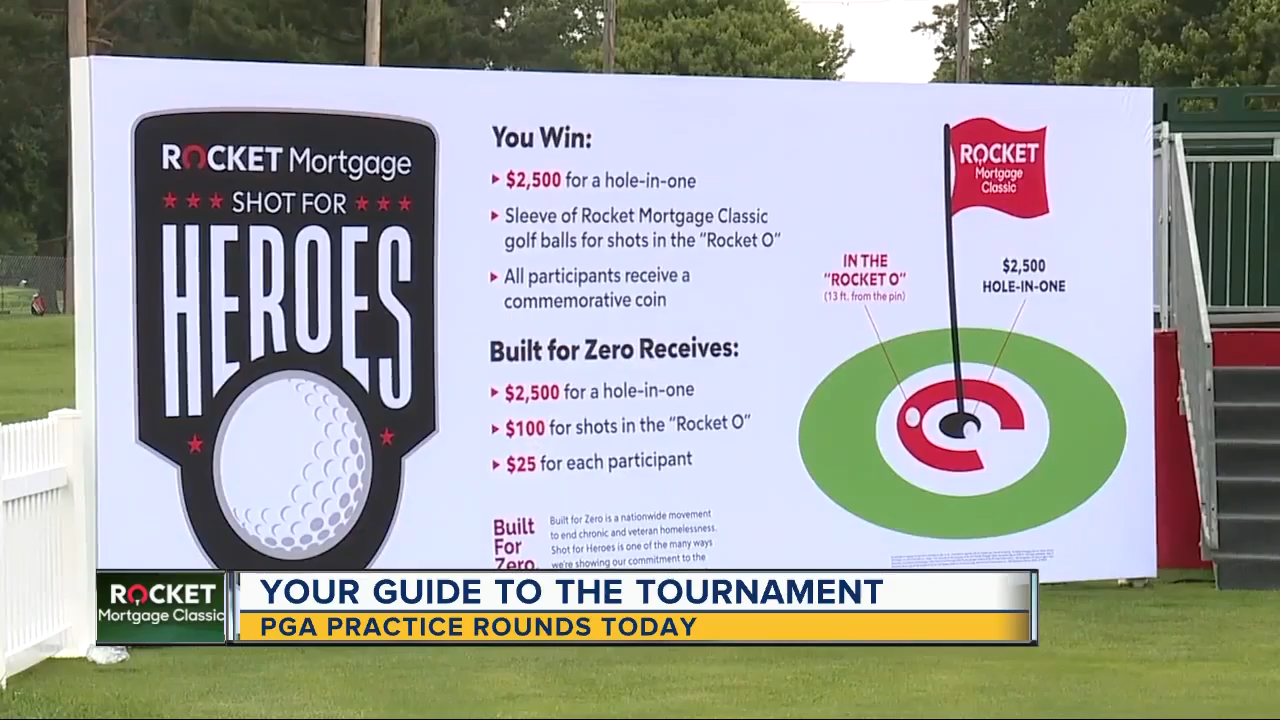 ROCKET Mortgage
SHOT FOR
HEROES
You Win:
$2,500 for a hole-in-one
Sleeve of Rocket Mortgage Classic
golf balls for shots in the "Rocket O"
All participants receive a
commemorative coin
Built for Zero Receives:
$2,500 for a hole-in-one
$100 for shots in the "Rocket O"
$25 for each participant
Built
For
Zero.
Built for Zero is a nationwide movement
to end chronic and veteran homelessness.
Shot for Heroes is one of the many ways
we're showing our commitment to the
ROCKET
Mortgage
Classic
IN THE
"ROCKET O"
(13 ft. from the pin)
$2,500
HOLE-IN-ONE
ROCKET
Mortgage Classic
YOUR GUIDE TO THE TOURNAMENT
PGA PRACTICE ROUNDS TODAY